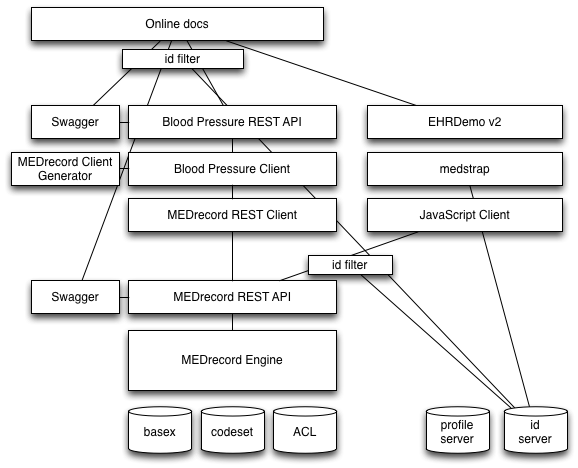 Online docs
id filter
Swagger
Blood Pressure REST API
EHRDemo v2
MEDrecord Client
Generator
Blood Pressure Client
medstrap
MEDrecord REST Client
JavaScript Client
id filter
Swagger
MEDrecord REST API
MEDrecord Engine
basex
codeset
ACL
profile
server
id
server